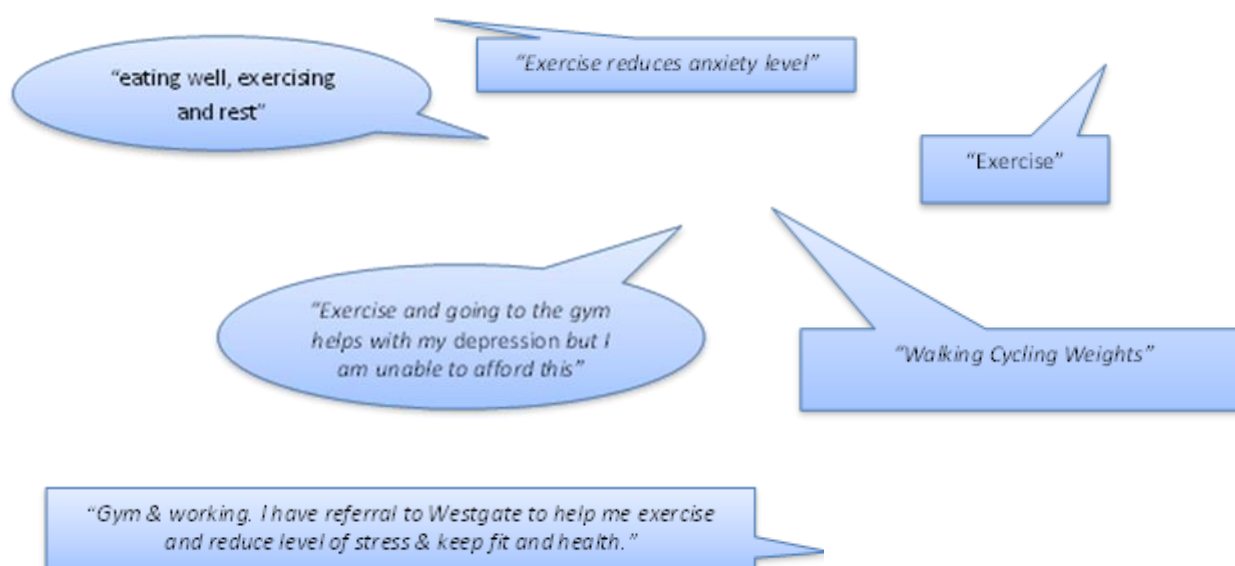 “eating well, exercising
and rest”
“Exercise reduces anxiety level”
“Exercise”
“Exercise and going to the gym
helps with my depression but I
am unable to afford this”
“Walking Cycling Weights”
“Gym & working. I have referral to Westgate to help me exercise
and reduce level of stress & keep fit and health.”